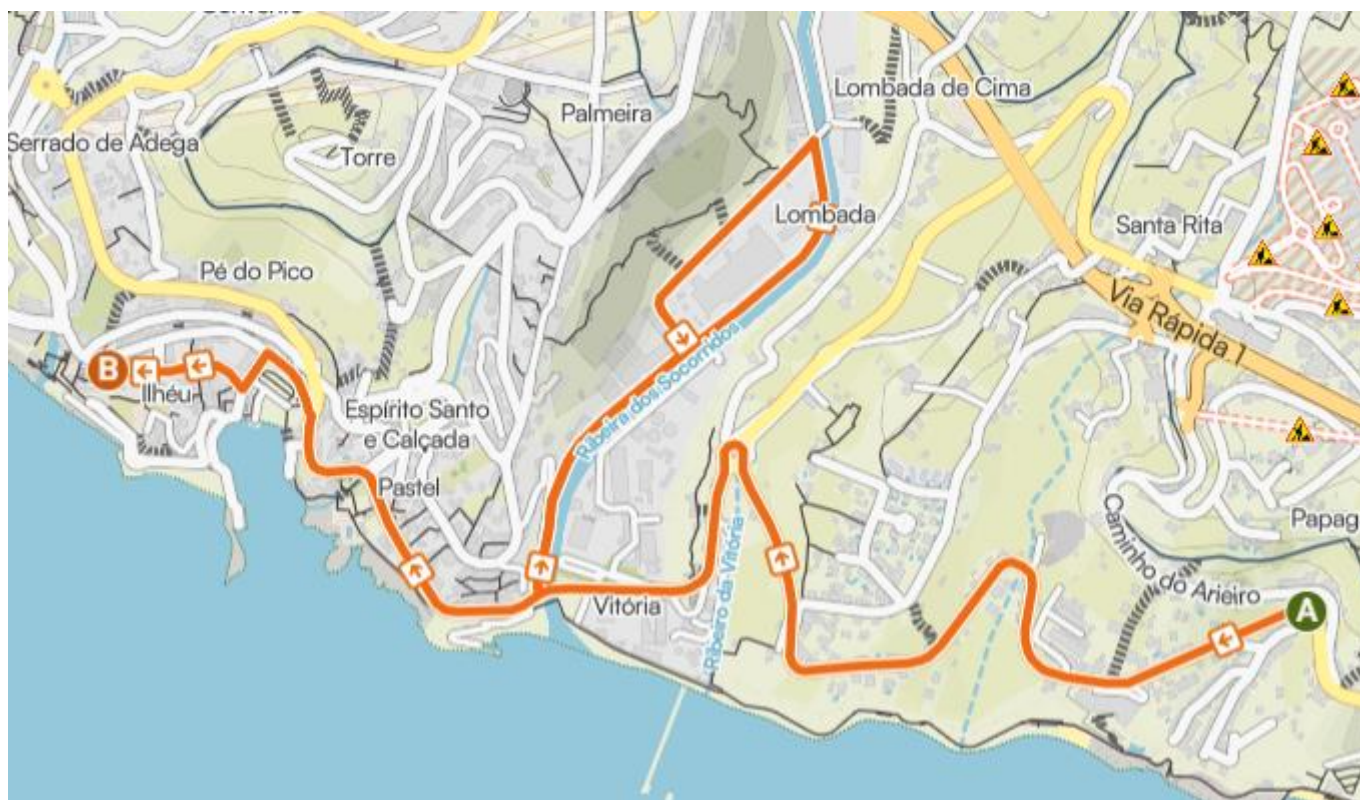 Lombada de Cima
Palmeira
Serrado de Adega
Torre
Lombada
Santa Rita
Pé do Pico
Via Rápida 1
B
Ilhéu
Espírito Santo
e Calçada
Ribeira dos Socorridos
Pastel
Caminho do Arieiro
Papag
Vitória
Ribeiro da Vitória
A